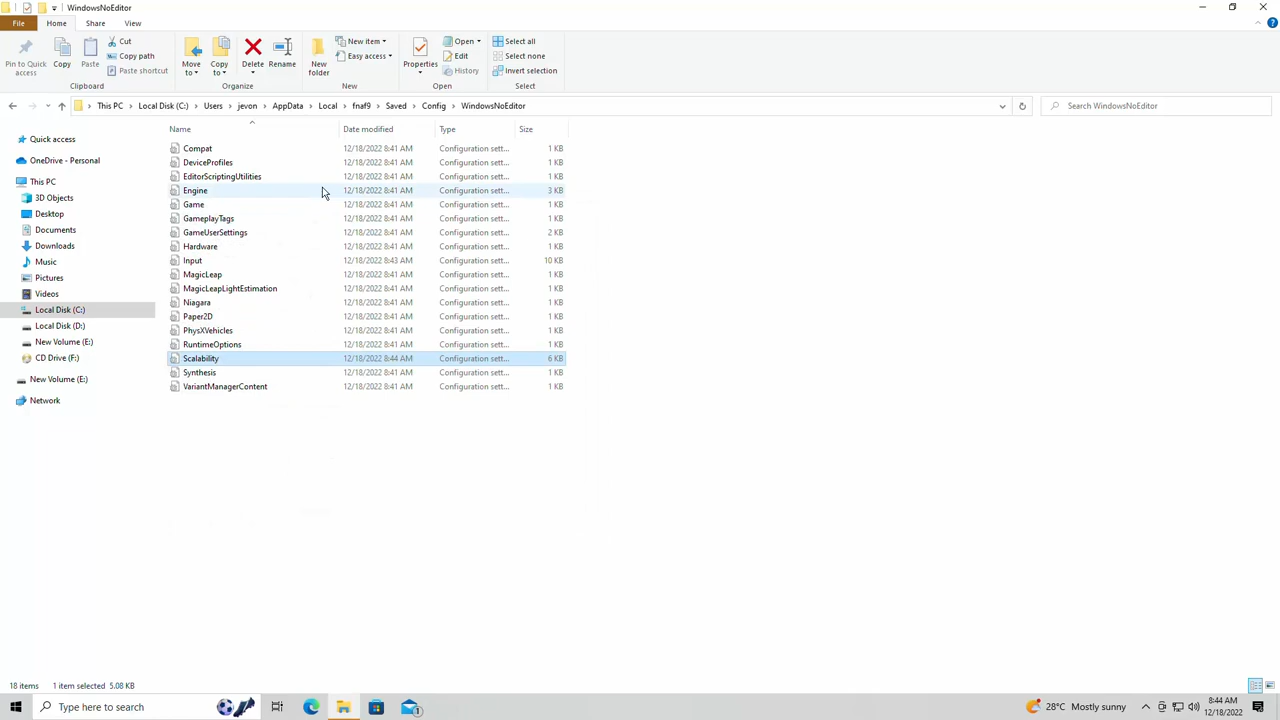 WindowsNoEditor
File Home Share View
Pin to Quick access
Copy
Paste
Cut
Copy path
Paste shortcut
Clipboard
Move to
Copy to
Delete
Rename
Organize
New folder
New item
Easy access
New
Properties
Open
Edit
History
Open
Select all
Select none
Invert selection
Select
This PC > Local Disk (C:) > Users > jevon > AppData > Local > fnaf9 > Saved > Config > WindowsNoEditor
Search WindowsNoEditor
Quick access
OneDrive - Personal
This PC
3D Objects
Desktop
Documents
Downloads
Music
Pictures
Videos
Local Disk (C:)
Local Disk (D:)
New Volume (E:)
CD Drive (F:)
New Volume (E:)
Network
Name Date modified Type Size
Compat 12/18/2022 8:41 AM Configuration sett... 1 KB
DeviceProfiles 12/18/2022 8:41 AM Configuration sett... 1 KB
EditorScriptingUtilities 12/18/2022 8:41 AM Configuration sett... 1 KB
Engine 12/18/2022 8:41 AM Configuration sett... 3 KB
Game 12/18/2022 8:41 AM Configuration sett... 1 KB
GameplayTags 12/18/2022 8:41 AM Configuration sett... 1 KB
GameUserSettings 12/18/2022 8:41 AM Configuration sett... 2 KB
Hardware 12/18/2022 8:41 AM Configuration sett... 1 KB
Input 12/18/2022 8:43 AM Configuration sett... 10 KB
MagicLeap 12/18/2022 8:41 AM Configuration sett... 1 KB
MagicLeapLightEstimation 12/18/2022 8:41 AM Configuration sett... 1 KB
Niagara 12/18/2022 8:41 AM Configuration sett... 1 KB
Paper2D 12/18/2022 8:41 AM Configuration sett... 1 KB
PhysXVehicles 12/18/2022 8:41 AM Configuration sett... 1 KB
RuntimeOptions 12/18/2022 8:41 AM Configuration sett... 1 KB
Scalability 12/18/2022 8:44 AM Configuration sett... 6 KB
Synthesis 12/18/2022 8:41 AM Configuration sett... 1 KB
VariantManagerContent 12/18/2022 8:41 AM Configuration sett... 1 KB
18 items 1 item selected 5.08 KB
Type here to search
1
28°C Mostly sunny
8:44 AM
12/18/2022